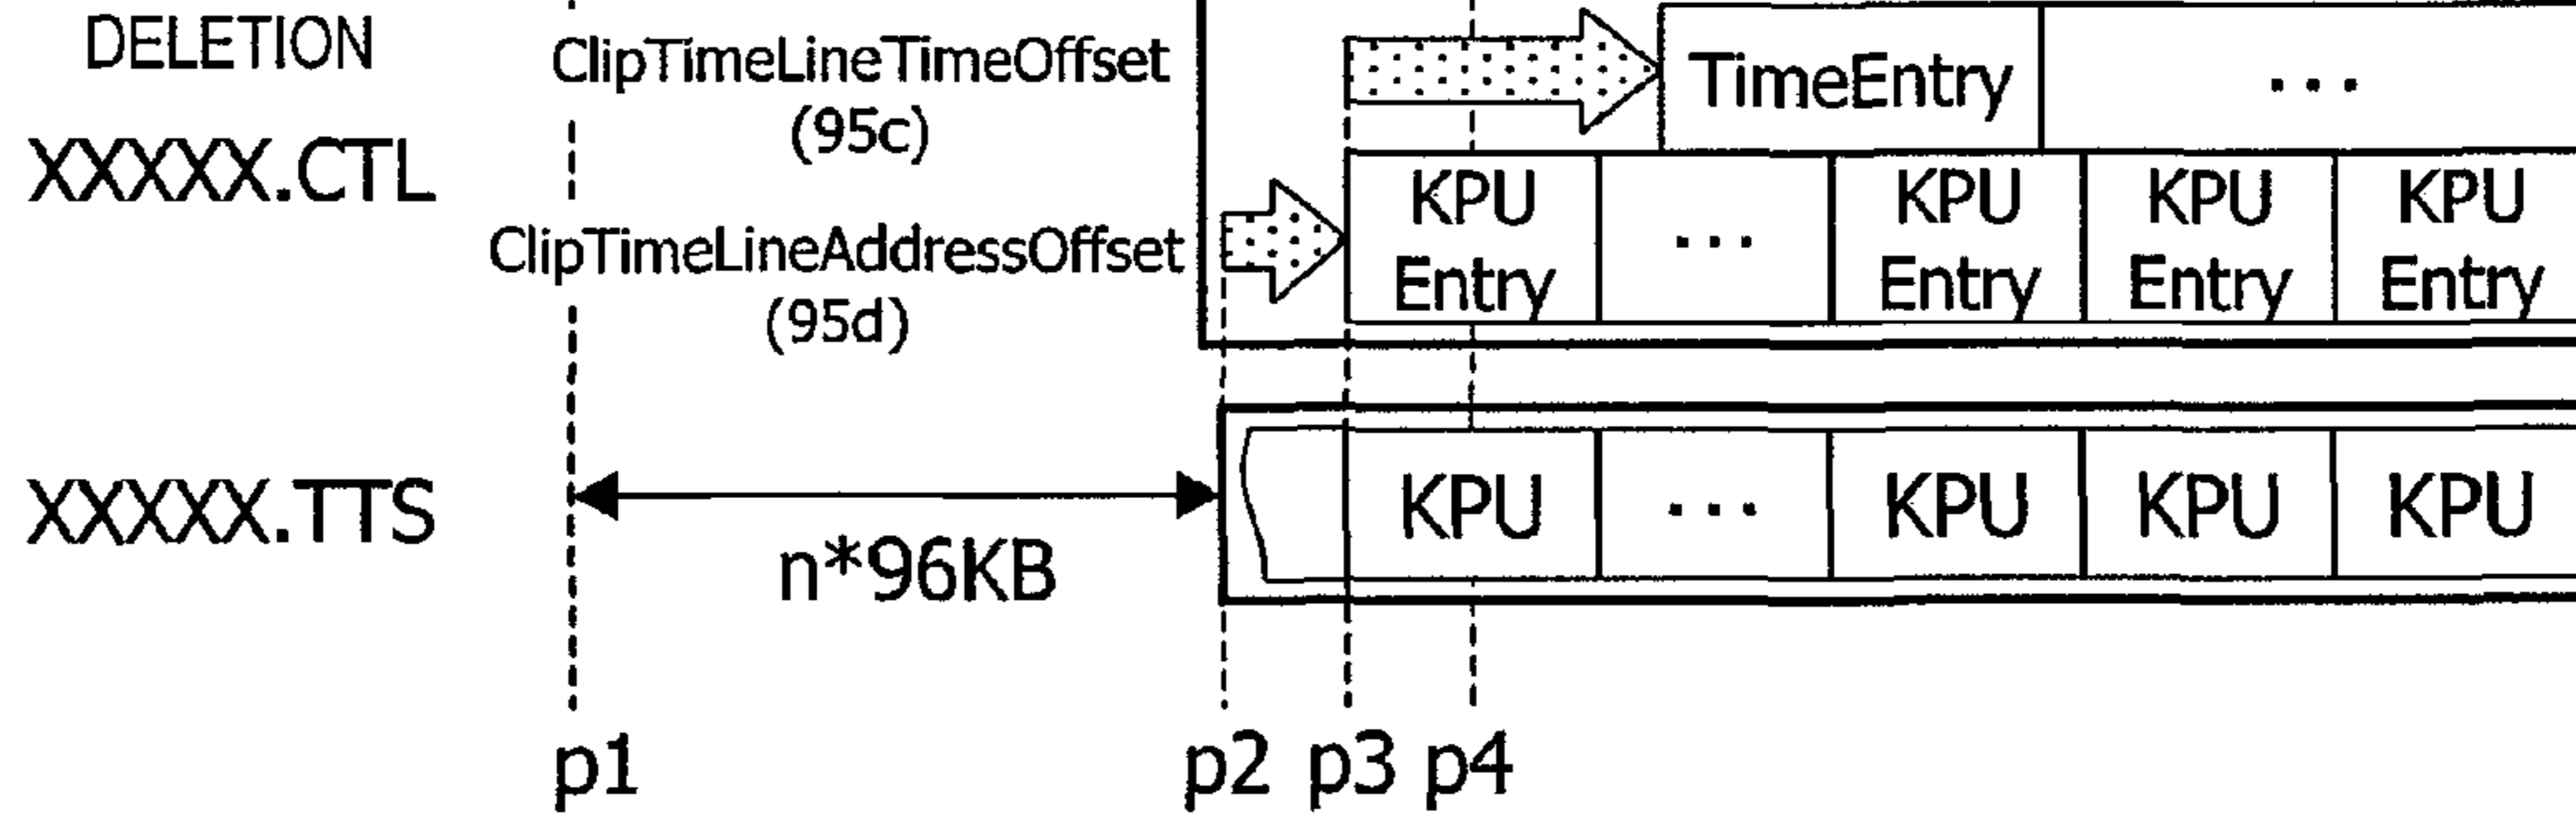 DELETION
ClipTimeLineTimeOffset
(95c)
TimeEntry ...
XXXXX.CTL
ClipTimeLineAddressOffset
(95d)
KPU Entry ... KPU Entry KPU Entry KPU Entry
XXXXX.TTS
n*96KB
KPU ... KPU KPU KPU
p1 p2 p3 p4